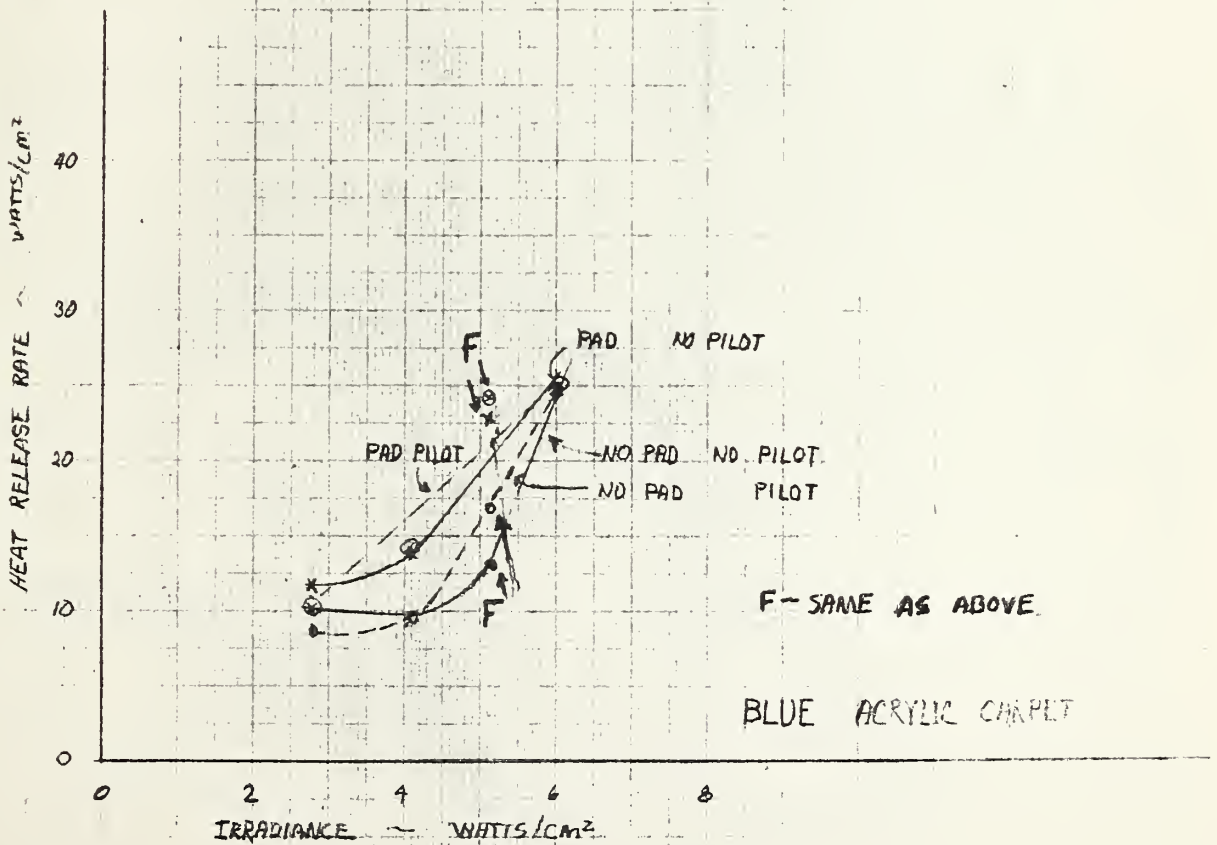 HEAT RELEASE RATE ~ WATTS/CM²
40
30
20
10
0
F
PAD NO PILOT
PAD PILOT
NO PAD NO PILOT
NO PAD PILOT
F
F- SAME AS ABOVE
BLUE ACRYLIC CARPET
0 2 4 6 8
IRRADIANCE ~ WATTS/CM²